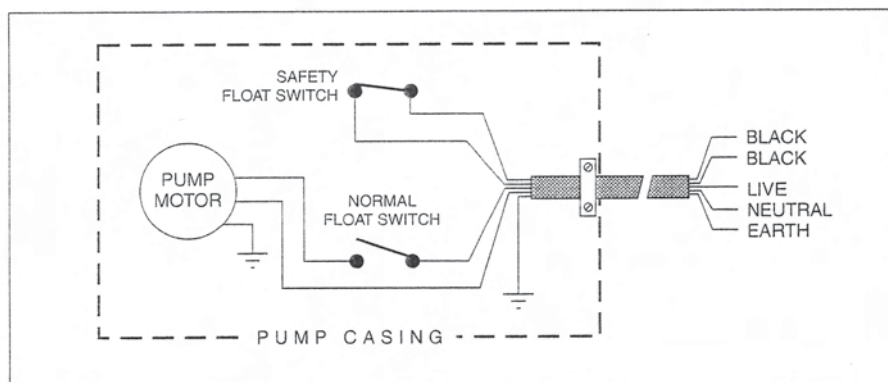 SAFETY
FLOAT SWITCH
PUMP
MOTOR
NORMAL
FLOAT SWITCH
BLACK
BLACK
LIVE
NEUTRAL
EARTH
PUMP CASING